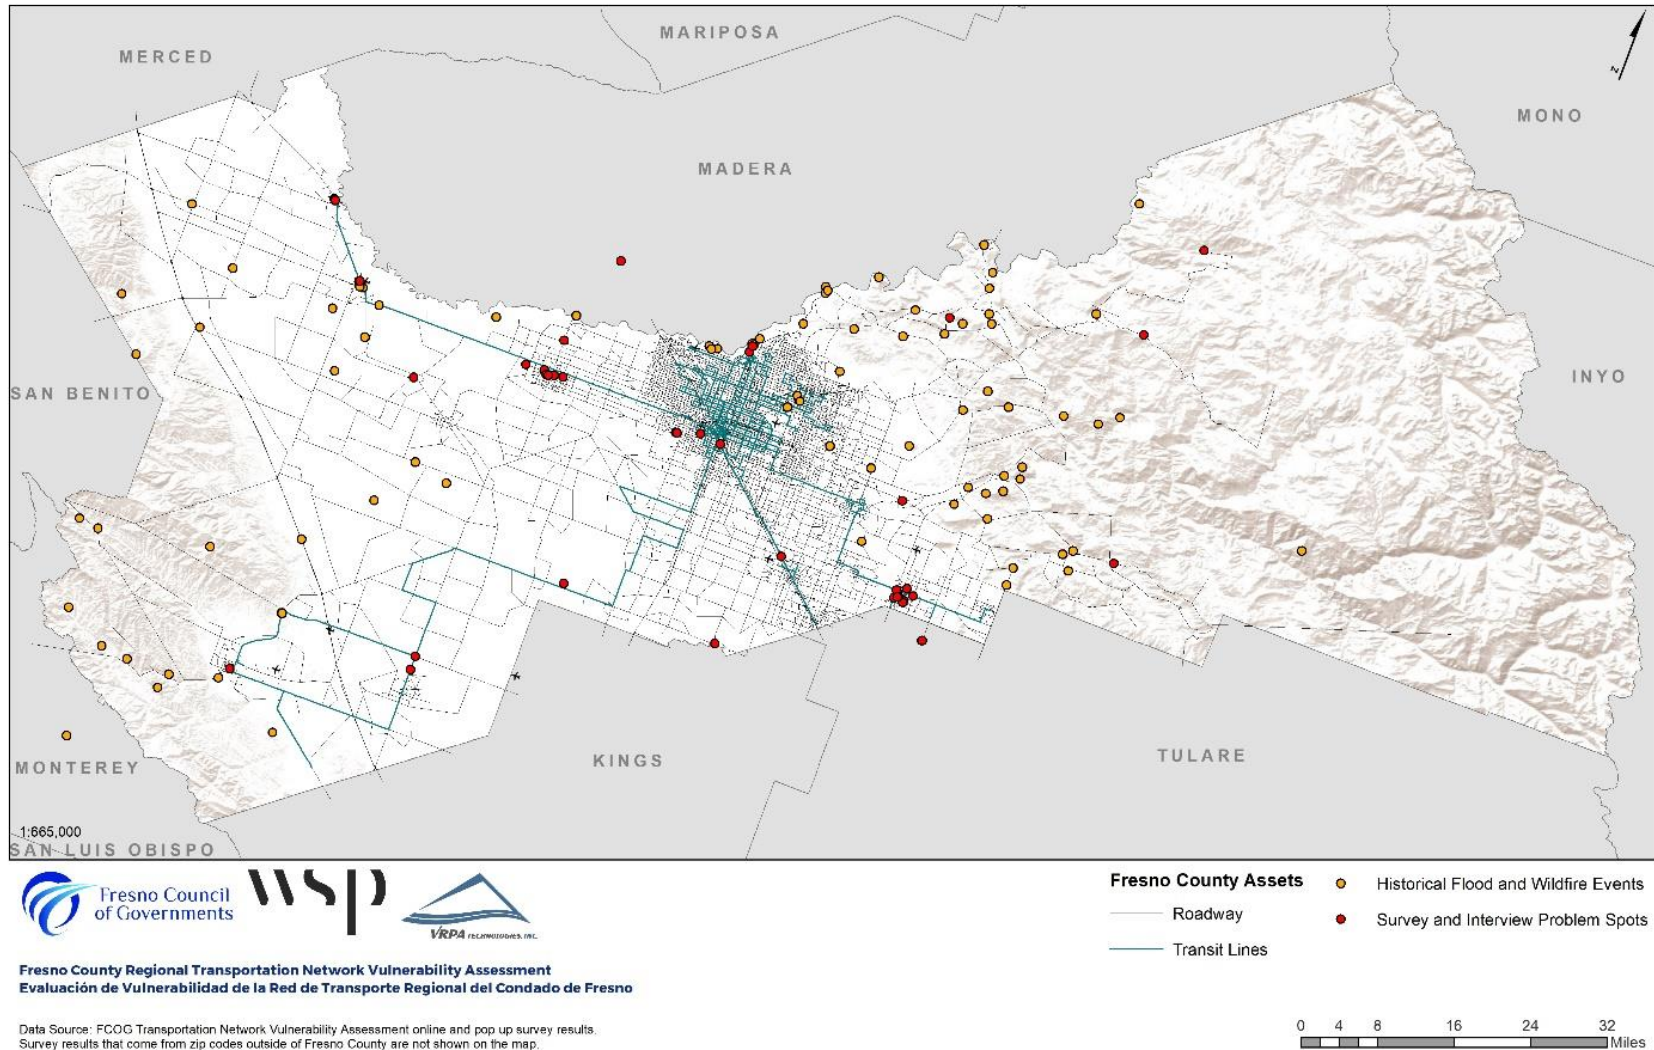 MERCED
MARIPOSA
MONO
MADERA
SAN BENITO
INYO
MONTEREY
KINGS
TULARE
1:665,000
SAN LUIS OBISPO
N
Fresno Council
of Governments
wsp
VRPA TECHNOLOGIES, INC.
Fresno County Regional Transportation Network Vulnerability Assessment
Evaluación de Vulnerabilidad de la Red de Transporte Regional del Condado de Fresno
Data Source: FCOG Transportation Network Vulnerability Assessment online and pop up survey results.
Survey results that come from zip codes outside of Fresno County are not shown on the map.
Fresno County Assets
Roadway
Transit Lines
Historical Flood and Wildfire Events
Survey and Interview Problem Spots
0 4 8 16 24 32
Miles